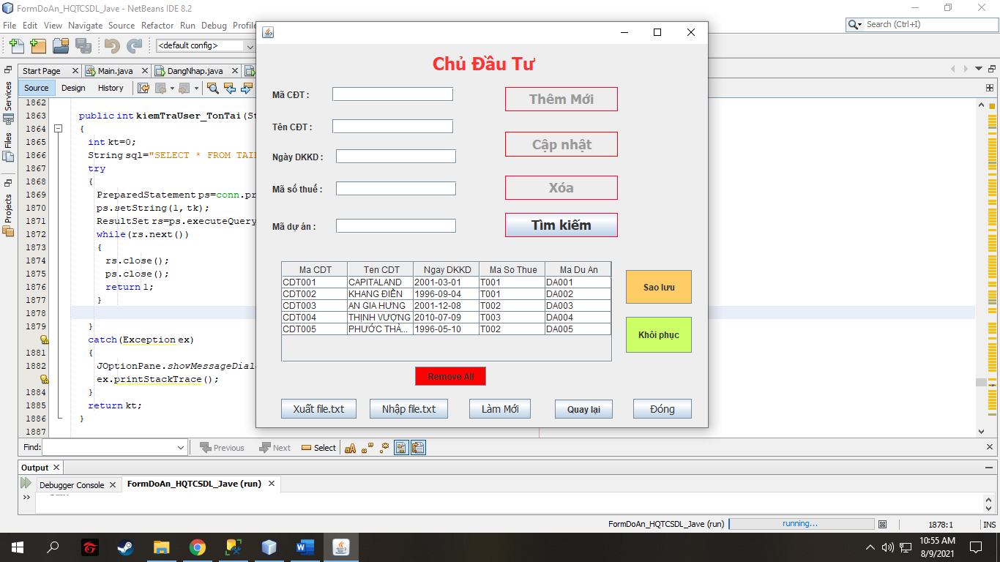 FormDoAn_HQTCSDL_Jave - NetBeans IDE 8.2
File Edit View Navigate Source Refactor Run Debug
Search (Ctrl+I)
<default config>
Start Page Main.java DangNhap.java
Source Design History
Services
Files
Projects
1862
1863 public int kiemTraUser_TonTai(
1864 {
1865 int kt=0;
1866 String sql="SELECT * FROM
1867 try
1868 {
1869 PreparedStatement ps=conn.
1870 ps.setString(1, tk);
1871 ResultSet rs=ps.executeQuery
1872 while(rs.next())
1873 {
1874 rs.close();
1875 ps.close();
1876 return 1;
1877 }
1878
1879 }
catch(Exception ex)
1881 {
1882 JOptionPane.
ex.printStackTrace();
1884 }
1885 return kt;
1886 }
1887
Chủ Đầu Tư
Mã CĐT :
Tên CĐT :
Ngày DKKD :
Mã số thuế :
Mã dự án :
Thêm Mới
Cập nhật
Xóa
Tìm kiếm
Ma CDT Ten CDT Ngay DKKD Ma So Thue Ma Du An
CDT001 CAPITALAND 2001-03-01 T001 DA001
CDT002 KHANG ĐIỀN 1996-09-04 T001 DA002
CDT003 AN GIA HƯNG 2001-12-08 T02 DA003
CDT004 THỊNH VƯỢNG 2010-07-09 T003 DA004
CDT005 PHƯỚC THÀ... 1996-05-10 T002 DA005
Sao lưu
Khôi phục
Remove All
Xuất file.txt Nhập file.txt Làm Mới Quay lại Đóng
Find: Previous Next Select
Output
Debugger Console FormDoAn_HQTCSDL_Jave (run)
FormDoAn_HQTCSDL_Jave (run) running... 1878:1 INS
10:55 AM
8/9/2021